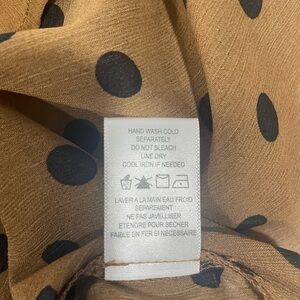 HAND WASH COLD
SEPARATELY
DO NOT BLEACH
LINE DRY
COOL IRON IF NEEDED
LAVER A LA MAIN EAU FROID
SEPAREMENT
NE PAS JAVELLISER
ETENDRE POUR SECHER
FAIBLE EN FER SI NECESSAIRE